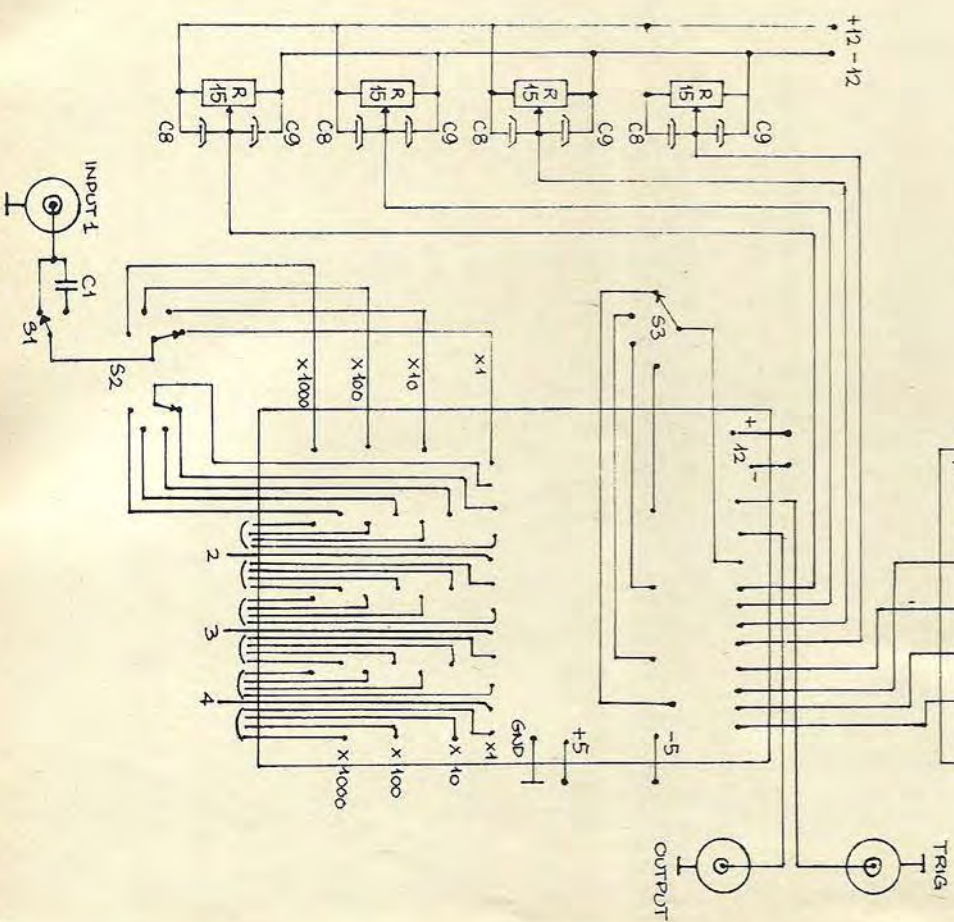 +12 -12
R 15
R 15
R 15
R 15
C8
C9
C8
C9
C8
C9
C8
C9
INPUT 1
C1
S1
S2
S3
x1000
x100
x10
x1
+ 12 -
2
3
4
x1000
x100
x10
x1
GND
+5
-5
OUTPUT
TRIG